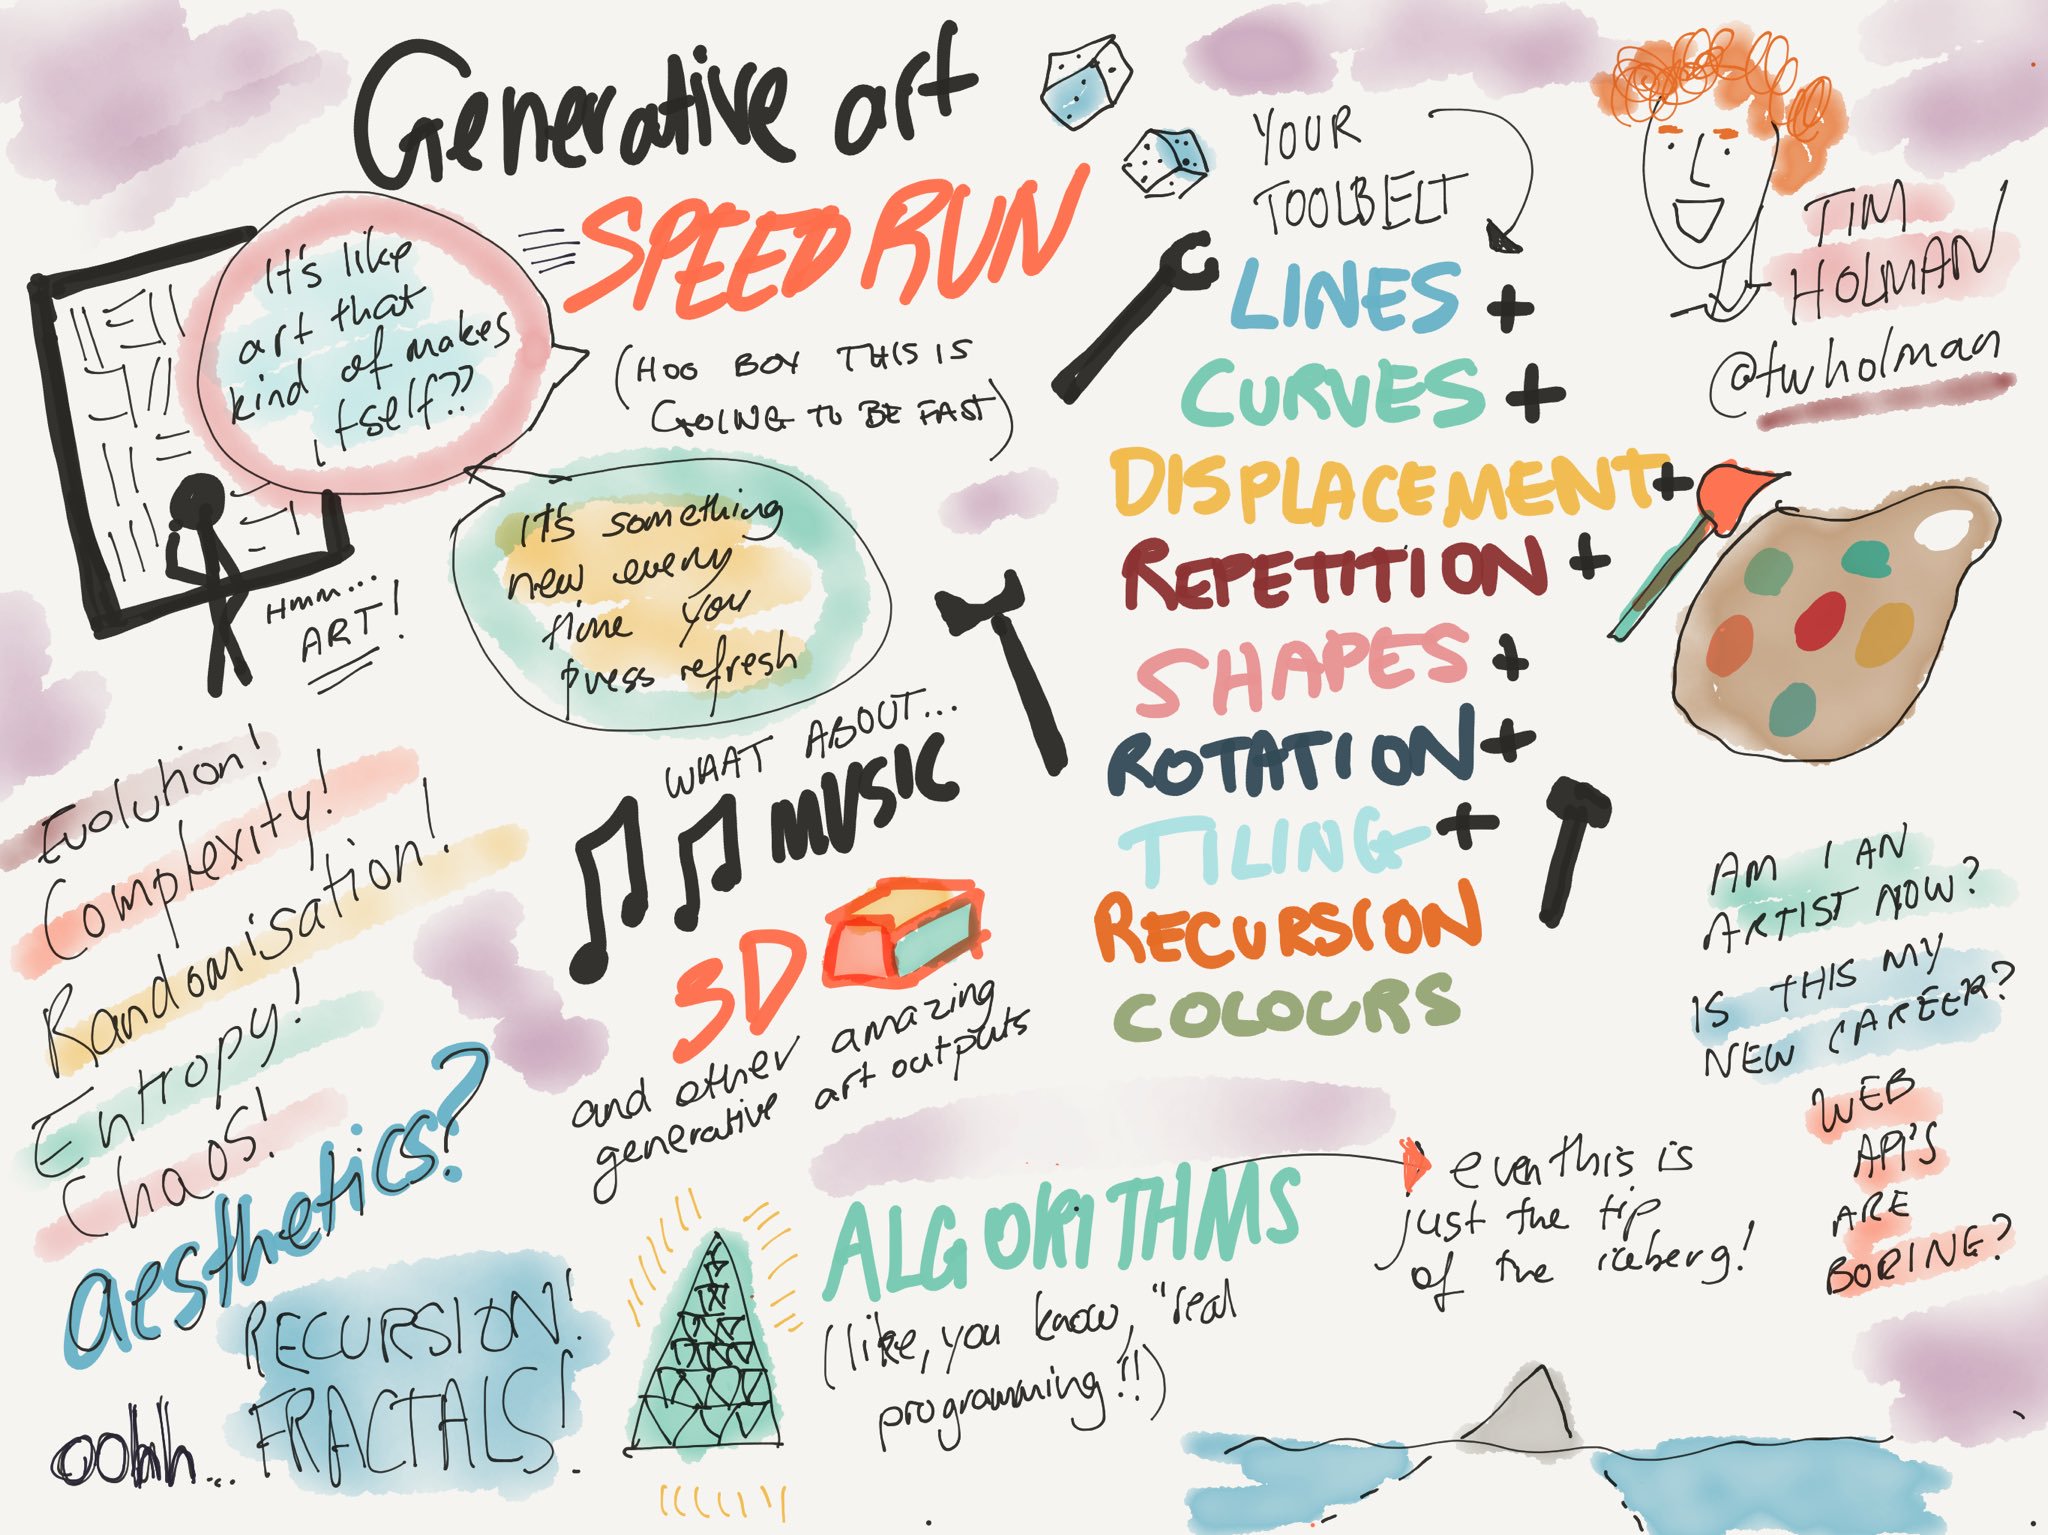 Generative art
SPEED RUN
(HOO BOY THIS IS
GOING TO BE FAST)
It's like
art that
kind of makes
itself??
It's something
new every
time you
press refresh
Hmm...
ART!
Evolution!
Complexity!
Randomisation!
Entropy!
Chaos!
aesthetics?
oohh...
RECURSION!
FRACTALS!
WHAT ABOUT...
MUSIC
3D
and other amazing
generative art outputs
ALGORITHMS
(like, you know, "real
programming"!!)
even this is
just the tip
of the iceberg!
YOUR
TOOLBELT
LINES +
CURVES +
DISPLACEMENT +
REPETITION +
SHAPES +
ROTATION +
TILING +
RECURSION
COLOURS
TIM
HOLMAN
@twholman
AM I AN
ARTIST NOW?
IS THIS MY
NEW CAREER?
WEB
API'S
ARE
BORING?